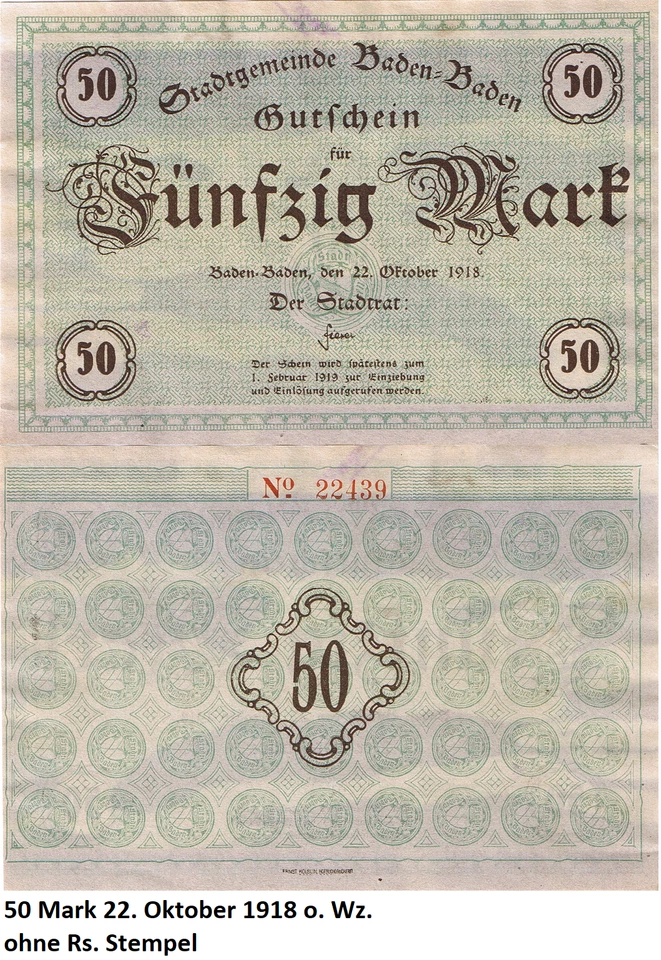 Stadtgemeinde Baden-Baden
50 50
Gutſchein
für
Fünfzig Mark
Stadt
Baden-Baden, den 22. Oktober 1918.
Der Stadtrat:
50 50
Der Schein wird ſpäteſtens zum
1. Februar 1919 zur Einziehung
und Einlöſung aufgerufen werden.
No 22439
50
50 Mark 22. Oktober 1918 o. Wz.
ohne Rs. Stempel